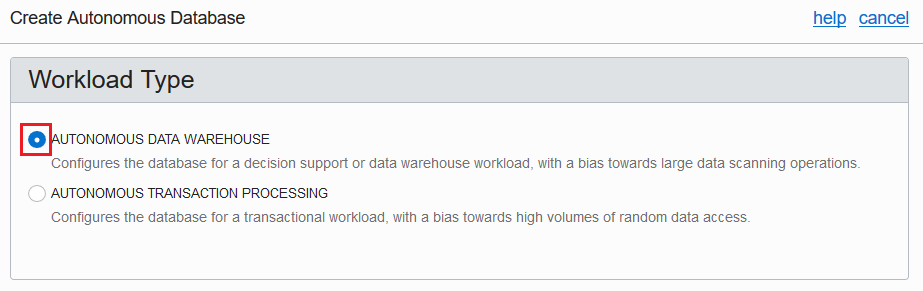 Create Autonomous Database help cancel
Workload Type
AUTONOMOUS DATA WAREHOUSE
Configures the database for a decision support or data warehouse workload, with a bias towards large data scanning operations.
AUTONOMOUS TRANSACTION PROCESSING
Configures the database for a transactional workload, with a bias towards high volumes of random data access.